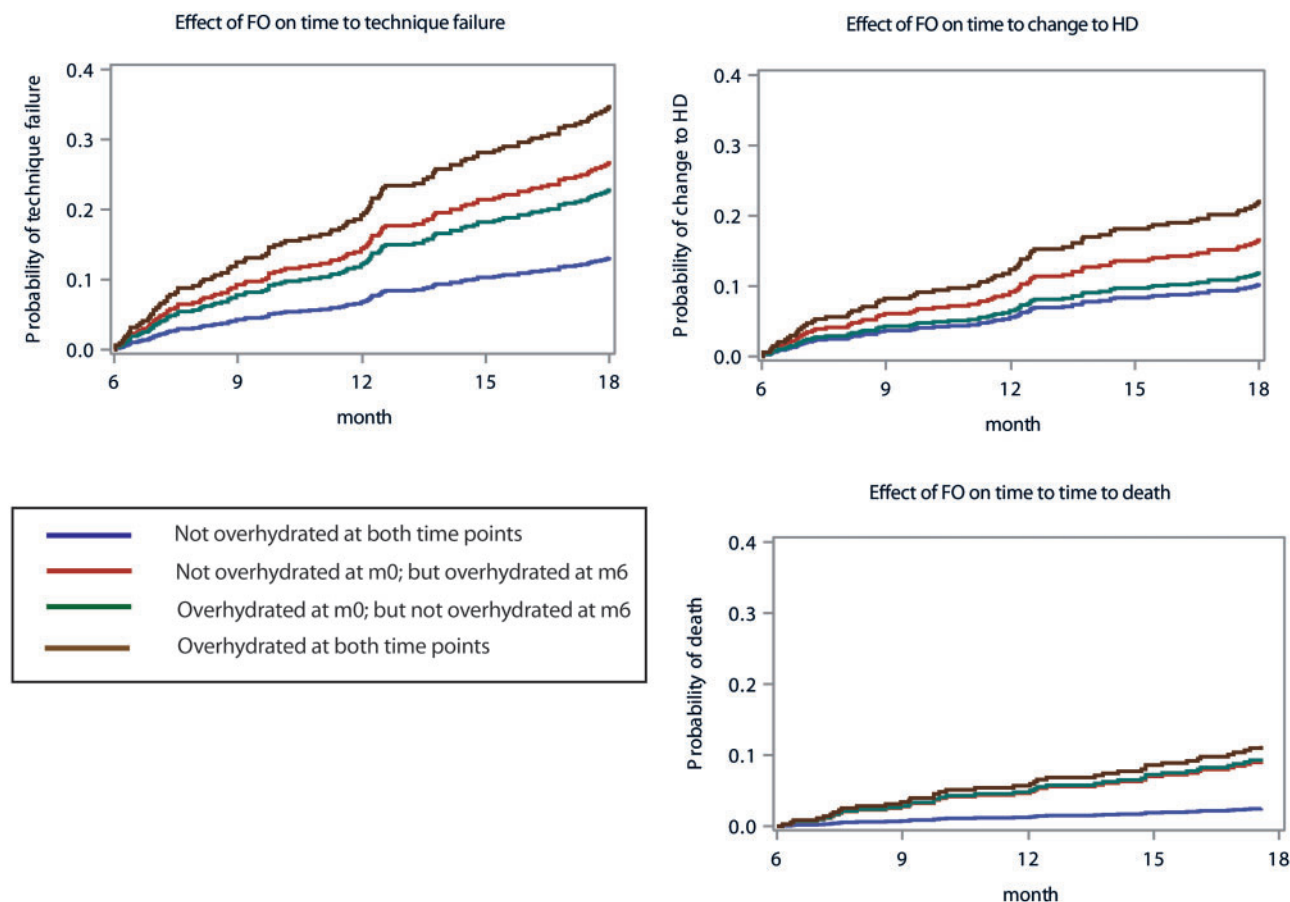 Effect of FO on time to technique failure
Probability of technique failure
0.4
0.3
0.2
0.1
0.0
6 9 12 15 18
month
Effect of FO on time to change to HD
Probability of change to HD
0.4
0.3
0.2
0.1
0.0
6 9 12 15 18
month
Not overhydrated at both time points
Not overhydrated at m0; but overhydrated at m6
Overhydrated at m0; but not overhydrated at m6
Overhydrated at both time points
Effect of FO on time to time to death
Probability of death
0.4
0.3
0.2
0.1
0.0
6 9 12 15 18
month